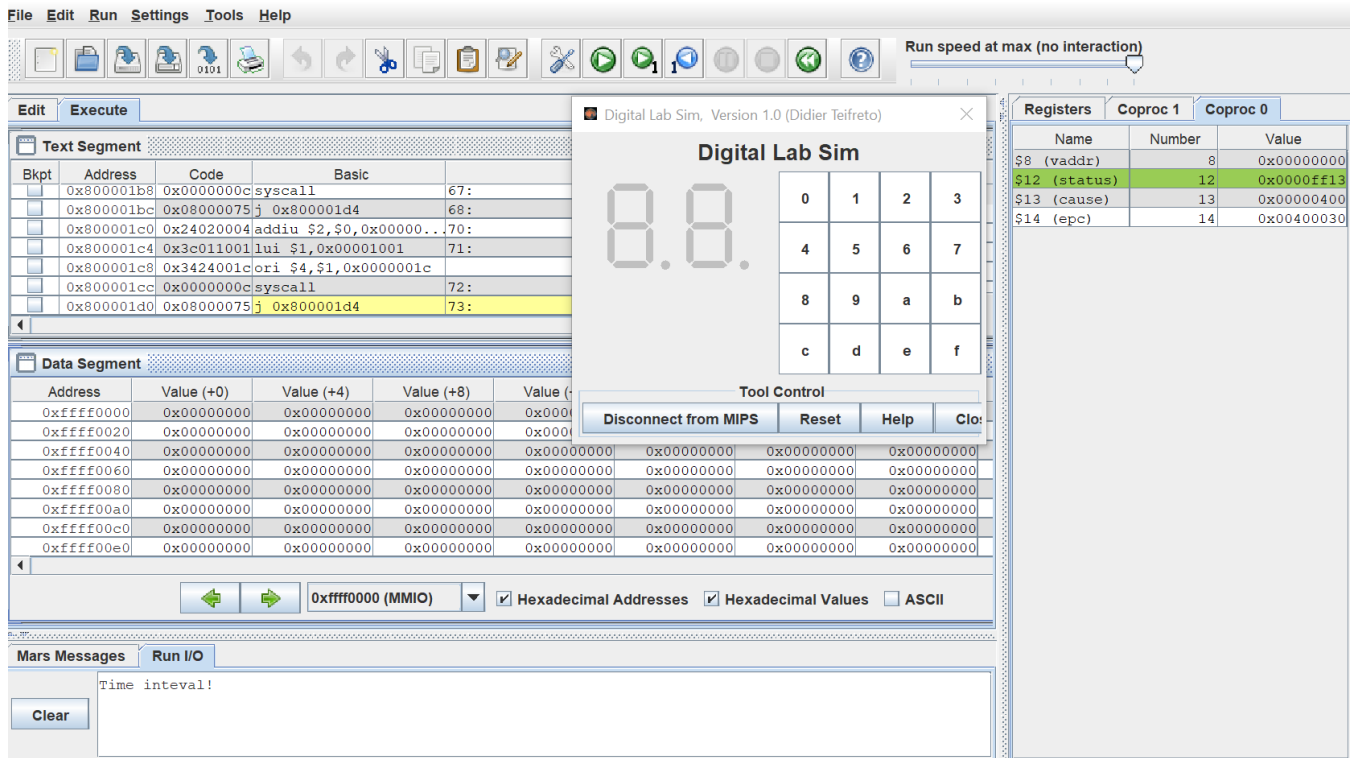 File Edit Run Settings Tools Help
Run speed at max (no interaction)
Edit Execute
Text Segment
Bkpt Address Code Basic
0x800001b8 0x0000000c syscall 67:
0x800001bc 0x08000075 j 0x800001d4 68:
0x800001c0 0x24020004 addiu $2,$0,0x00000... 70:
0x800001c4 0x3c011001 lui $1,0x00001001 71:
0x800001c8 0x3424001c ori $4,$1,0x0000001c
0x800001cc 0x0000000c syscall 72:
0x800001d0 0x08000075 j 0x800001d4 73:
Digital Lab Sim, Version 1.0 (Didier Teifreto)
Digital Lab Sim
8.8.
0 1 2 3
4 5 6 7
8 9 a b
c d e f
Tool Control
Disconnect from MIPS Reset Help Clos
Registers Coproc 1 Coproc 0
Name Number Value
$8 (vaddr) 8 0x00000000
$12 (status) 12 0x0000ff13
$13 (cause) 13 0x00000400
$14 (epc) 14 0x00400030
Data Segment
Address Value (+0) Value (+4) Value (+8) Value (
0xffff0000 0x00000000 0x00000000 0x00000000 0x000
0xffff0020 0x00000000 0x00000000 0x00000000 0x000
0xffff0040 0x00000000 0x00000000 0x00000000 0x00000000 0x00000000 0x00000000 0x00000000
0xffff0060 0x00000000 0x00000000 0x00000000 0x00000000 0x00000000 0x00000000 0x00000000
0xffff0080 0x00000000 0x00000000 0x00000000 0x00000000 0x00000000 0x00000000 0x00000000
0xffff00a0 0x00000000 0x00000000 0x00000000 0x00000000 0x00000000 0x00000000 0x00000000
0xffff00c0 0x00000000 0x00000000 0x00000000 0x00000000 0x00000000 0x00000000 0x00000000
0xffff00e0 0x00000000 0x00000000 0x00000000 0x00000000 0x00000000 0x00000000 0x00000000
0xffff0000 (MMIO) Hexadecimal Addresses Hexadecimal Values ASCII
Mars Messages Run I/O
Time inteval!
Clear